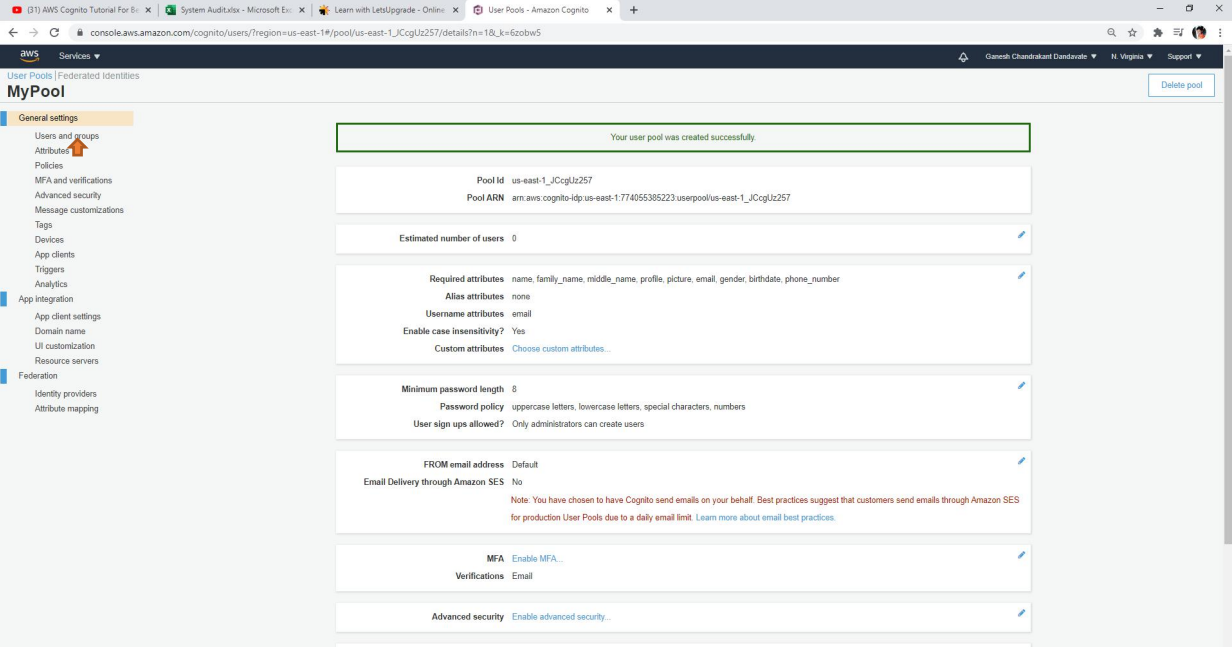 (31) AWS Cognito Tutorial For Be
System Audit.xlsx - Microsoft Exc
Learn with LetsUpgrade - Online
User Pools - Amazon Cognito
console.aws.amazon.com/cognito/users/?region=us-east-1#/pool/us-east-1_JCcgUz257/details?n=1&_k=6zobw5
aws Services
Ganesh Chandrakant Dandavate N. Virginia Support
User Pools | Federated Identities
MyPool
Delete pool
General settings
Users and groups
Attributes
Policies
MFA and verifications
Advanced security
Message customizations
Tags
Devices
App clients
Triggers
Analytics
App integration
App client settings
Domain name
UI customization
Resource servers
Federation
Identity providers
Attribute mapping
Your user pool was created successfully.
Pool Id us-east-1_JCcgUz257
Pool ARN arn:aws:cognito-idp:us-east-1:774055385223:userpool/us-east-1_JCcgUz257
Estimated number of users 0
Required attributes name, family_name, middle_name, profile, picture, email, gender, birthdate, phone_number
Alias attributes none
Username attributes email
Enable case insensitivity? Yes
Custom attributes Choose custom attributes...
Minimum password length 8
Password policy uppercase letters, lowercase letters, special characters, numbers
User sign ups allowed? Only administrators can create users
FROM email address Default
Email Delivery through Amazon SES No
Note: You have chosen to have Cognito send emails on your behalf. Best practices suggest that customers send emails through Amazon SES
for production User Pools due to a daily email limit. Learn more about email best practices.
MFA Enable MFA...
Verifications Email
Advanced security Enable advanced security...